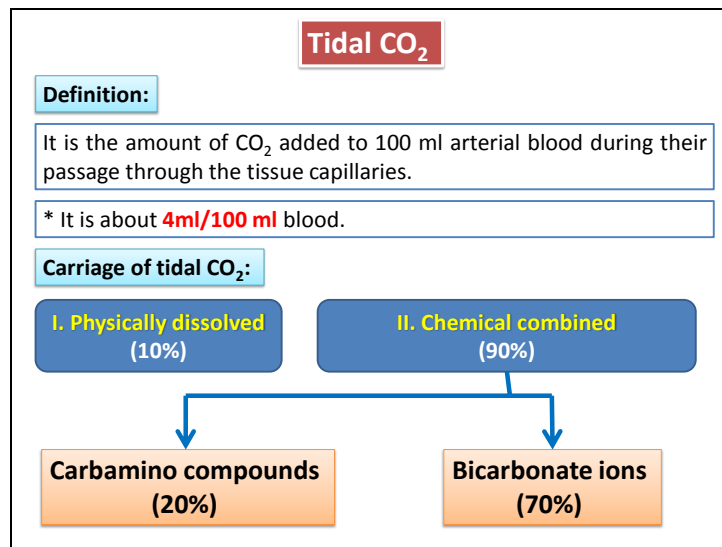 Tidal CO₂
Definition:
It is the amount of CO₂ added to 100 ml arterial blood during their
passage through the tissue capillaries.
* It is about 4ml/100 ml blood.
Carriage of tidal CO₂:
I. Physically dissolved
(10%)
II. Chemical combined
(90%)
Carbamino compounds
(20%)
Bicarbonate ions
(70%)